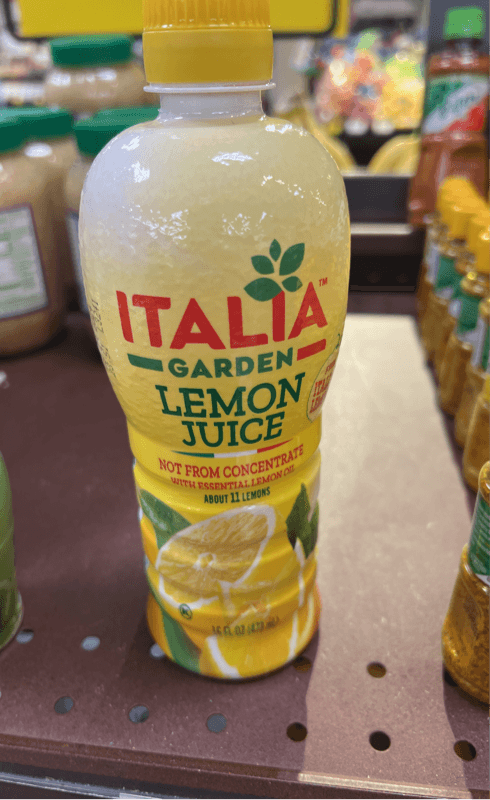 ITALIA™
GARDEN
LEMON
JUICE
NOT FROM CONCENTRATE
WITH ESSENTIAL LEMON OIL
ABOUT 11 LEMONS
16 FL OZ (473 mL)